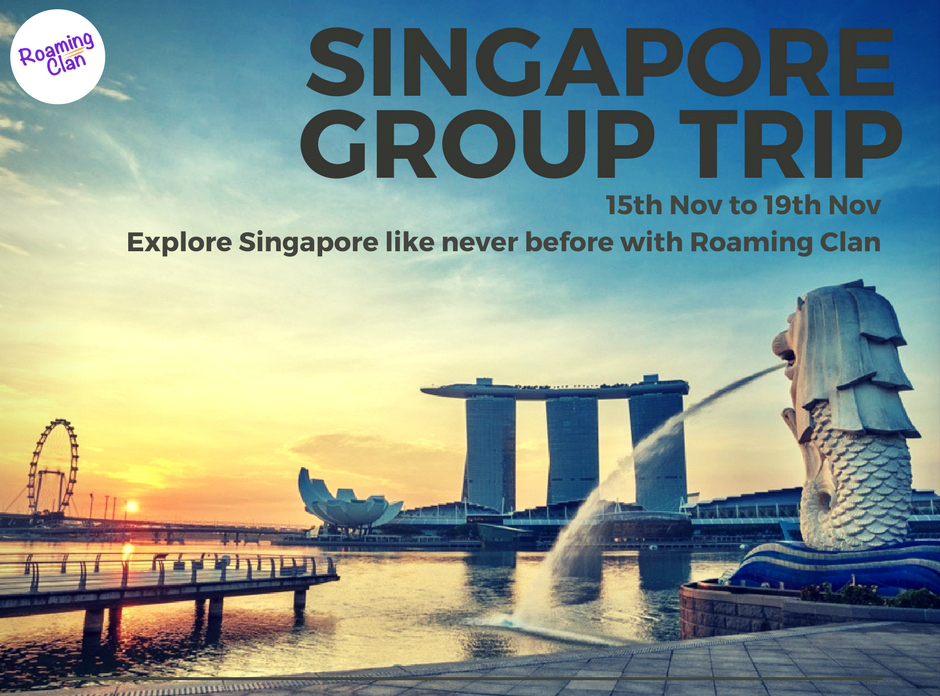 Roaming
Clan
SINGAPORE
GROUP TRIP
15th Nov to 19th Nov
Explore Singapore like never before with Roaming Clan